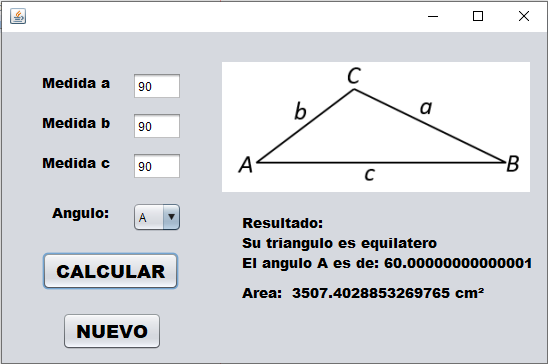 Medida a 90
Medida b 90
Medida c 90
Angulo: A
CALCULAR
NUEVO
C
b a
A B
c
Resultado:
Su triangulo es equilatero
El angulo A es de: 60.00000000000001
Area: 3507.4028853269765 cm²